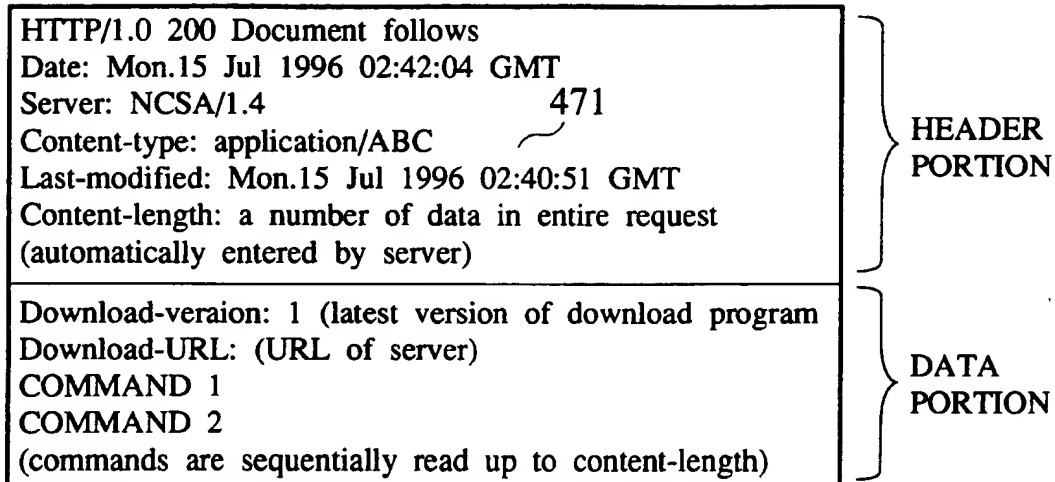 HTTP/1.0 200 Document follows
Date: Mon.15 Jul 1996 02:42:04 GMT
Server: NCSA/1.4
471
Content-type: application/ABC
Last-modified: Mon.15 Jul 1996 02:40:51 GMT
Content-length: a number of data in entire request
(automatically entered by server)
HEADER
PORTION
Download-veraion: 1 (latest version of download program
Download-URL: (URL of server)
COMMAND 1
COMMAND 2
(commands are sequentially read up to content-length)
DATA
PORTION